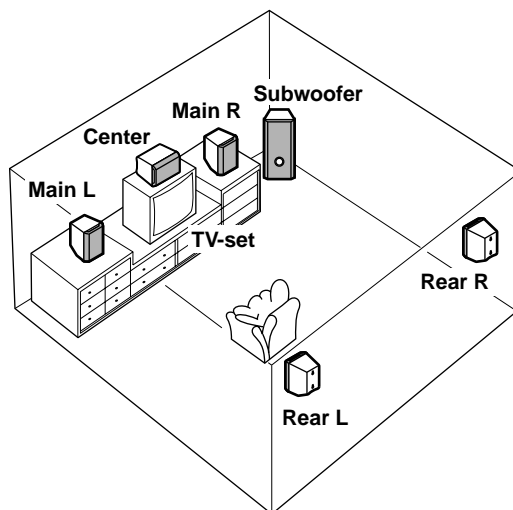 Subwoofer
Main R
Center
Main L
TV-set
Rear R
Rear L